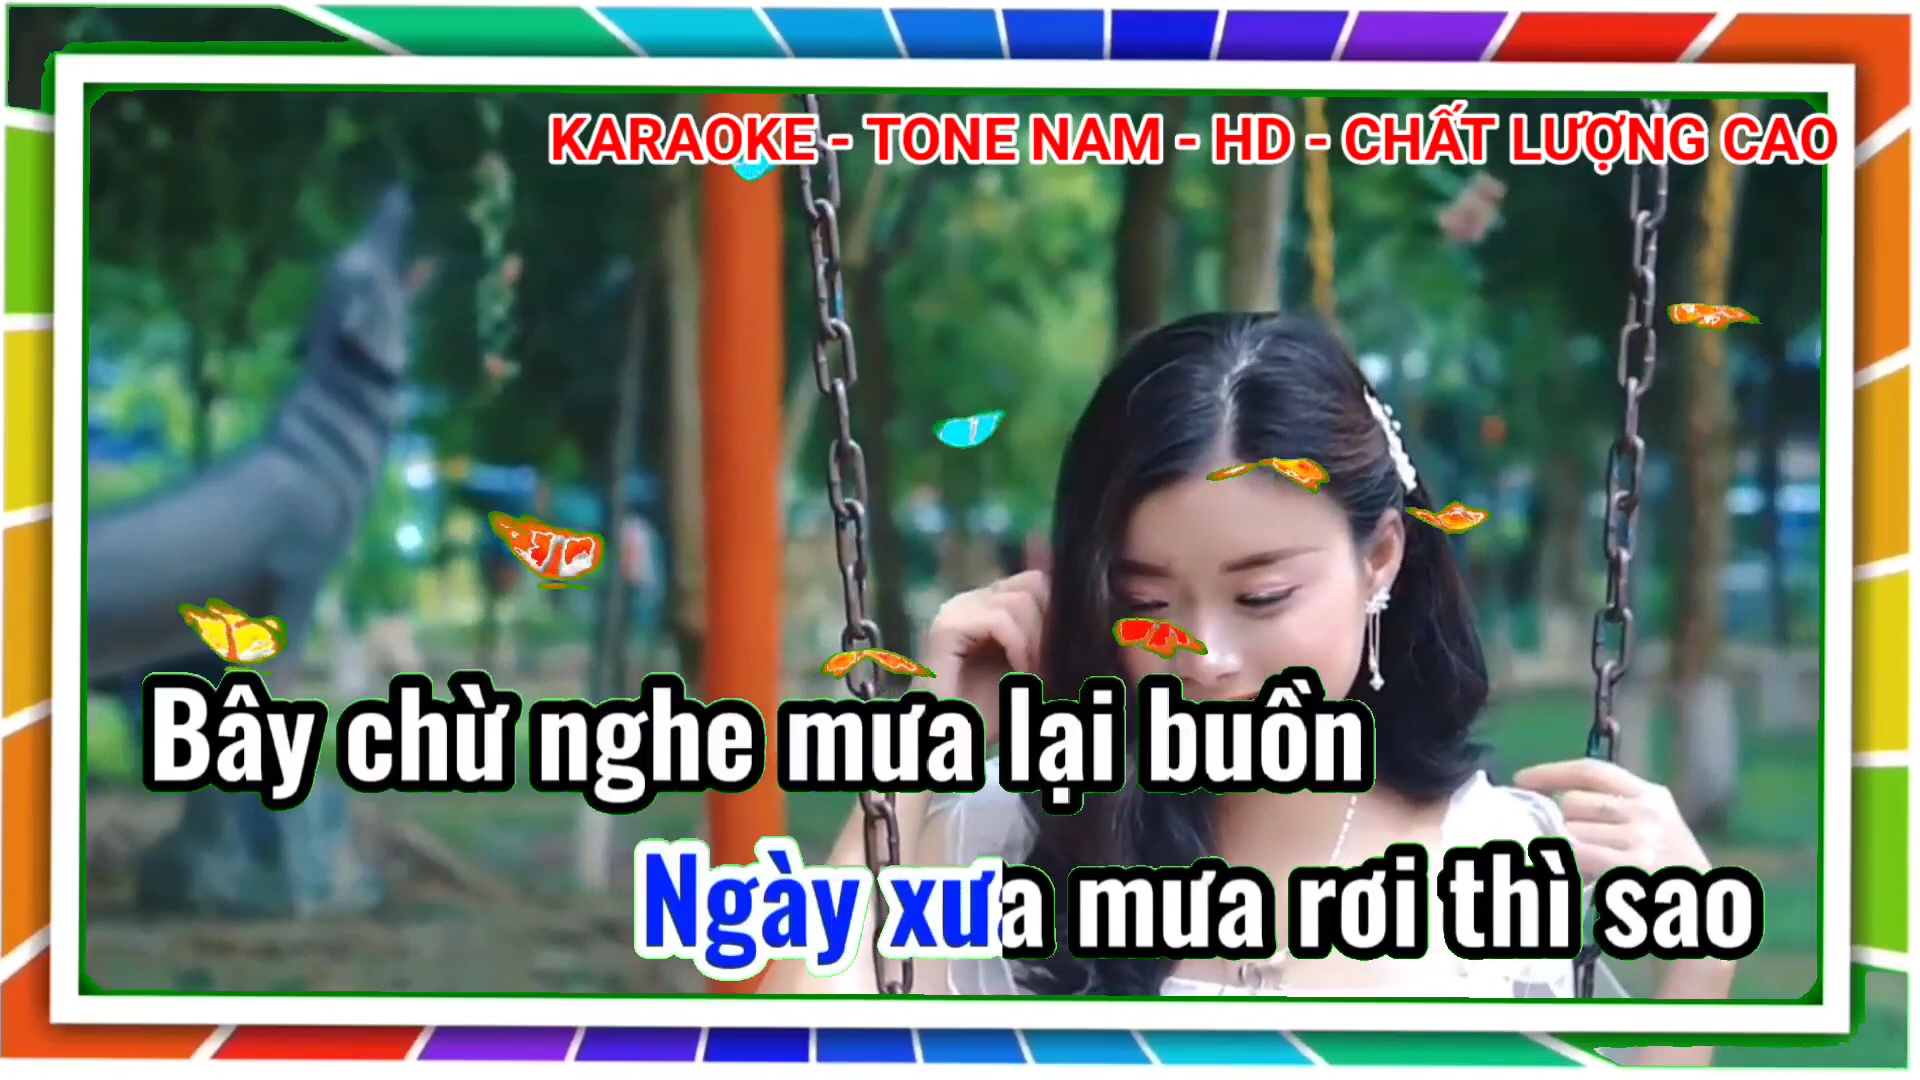 KARAOKE - TONE NAM - HD - CHẤT LƯỢNG CAO
Bây chừ nghe mưa lại buồn
Ngày xưa mưa rơi thì sao